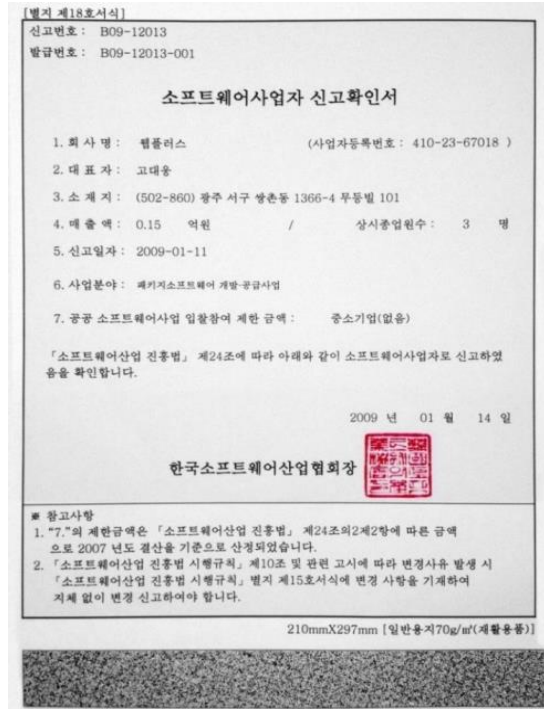 [별지 제18호서식]
신고번호 : B09-12013
발급번호 : B09-12013-001
소프트웨어사업자 신고확인서
1. 회 사 명 : 웹플러스 (사업자등록번호 : 410-23-67018 )
2. 대 표 자 : 고대웅
3. 소 재 지 : (502-860) 광주 서구 쌍촌동 1366-4 무등빌 101
4. 매 출 액 : 0.15 억원 / 상시종업원수 : 3 명
5. 신고일자 : 2009-01-11
6. 사업분야 : 패키지소프트웨어 개발·공급사업
7. 공공 소프트웨어사업 입찰참여 제한 금액 : 중소기업(없음)
「소프트웨어산업 진흥법」 제24조에 따라 아래와 같이 소프트웨어사업자로 신고하였
음을 확인합니다.
2009 년 01 월 14 일
한국소프트웨어산업협회장
※ 참고사항
1. "7."의 제한금액은 「소프트웨어산업 진흥법」 제24조의2제2항에 따른 금액
으로 2007 년도 결산을 기준으로 산정되었습니다.
2. 「소프트웨어산업 진흥법 시행규칙」 제10조 및 관련 고시에 따라 변경사유 발생 시
「소프트웨어산업 진흥법 시행규칙」 별지 제15호서식에 변경 사항을 기재하여
지체 없이 변경 신고하여야 합니다.
210mmX297mm [일반용지70g/㎡(재활용품)]